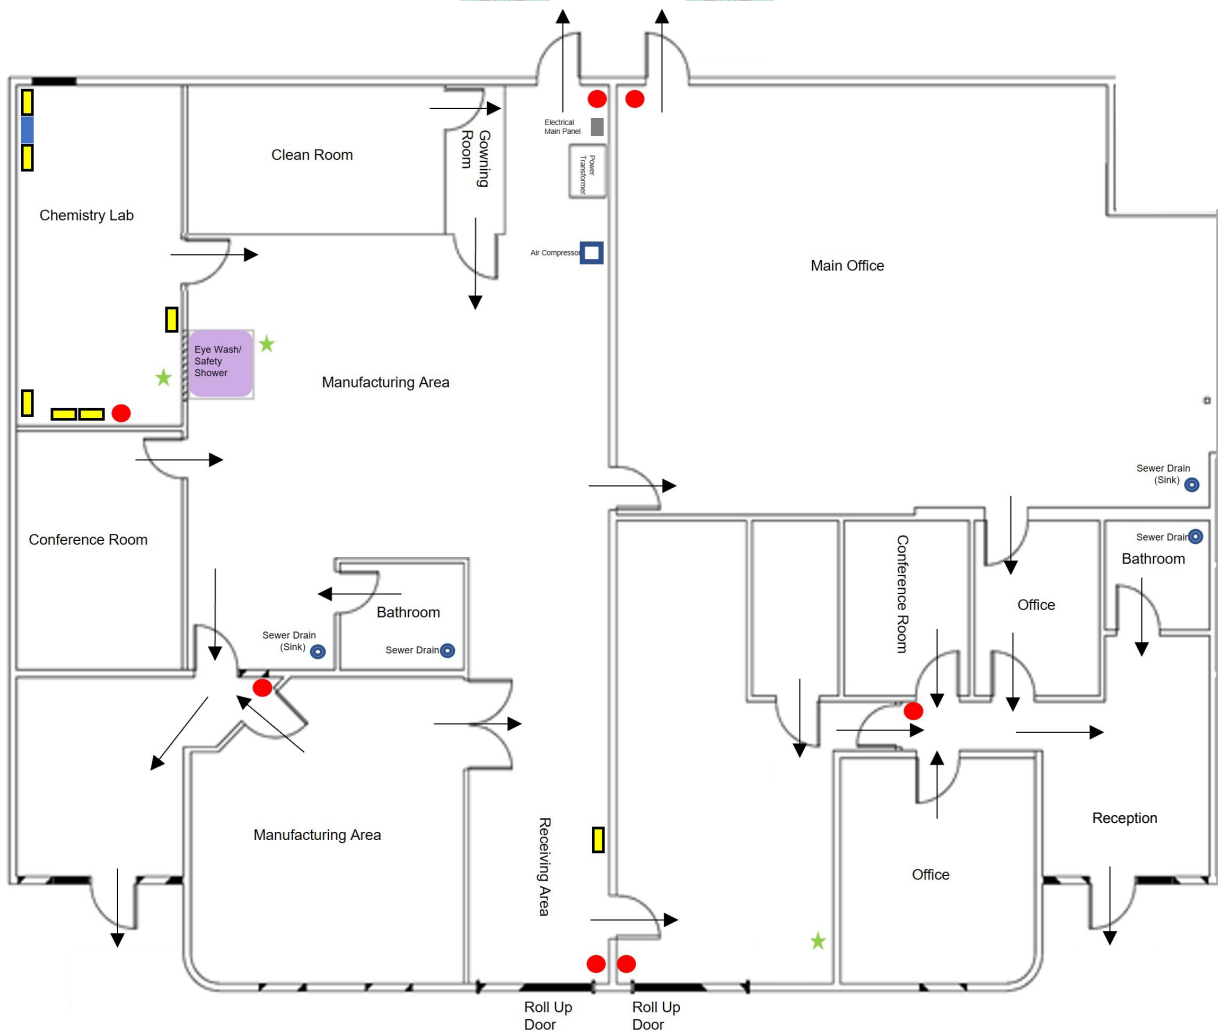 Electrical
Main Panel
Clean Room
Gowning
Room
Power
Transformer
Chemistry Lab
Air Compressor
Main Office
Eye Wash/
Safety
Shower
Manufacturing Area
Sewer Drain
(Sink)
Conference Room
Sewer Drain
Bathroom
Conference Room
Office
Bathroom
Sewer Drain
(Sink)
Sewer Drain
Manufacturing Area
Receiving Area
Reception
Office
Roll Up
Door
Roll Up
Door